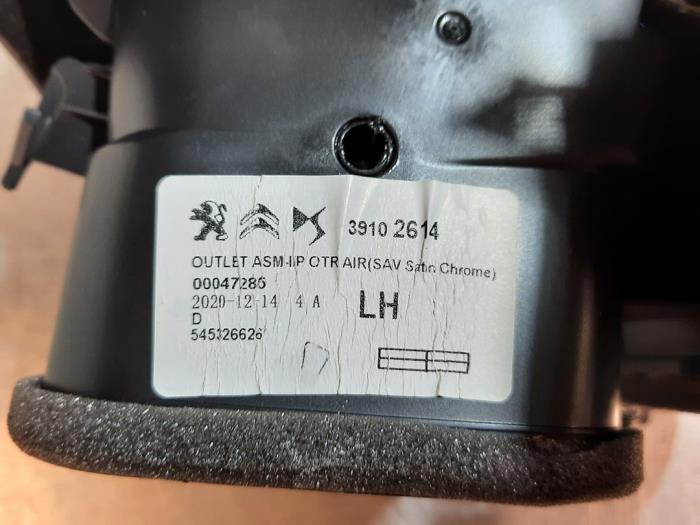 3910 2614
OUTLET ASM-I/P OTR AIR(SAV Satin Chrome)
00047286
2020-12-14 4 A
LH
D
545326626